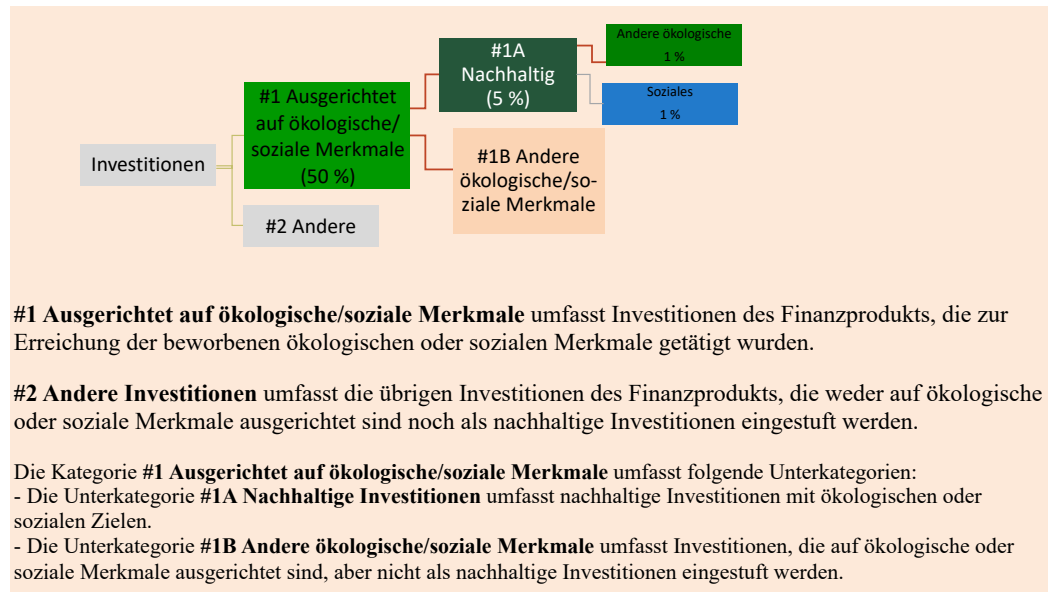 Andere ökologische
1 %
#1A
Nachhaltig
(5 %)
Soziales
1 %
#1 Ausgerichtet
auf ökologische/
soziale Merkmale
(50 %)
Investitionen
#1B Andere
ökologische/so-
ziale Merkmale
#2 Andere
#1 Ausgerichtet auf ökologische/soziale Merkmale umfasst Investitionen des Finanzprodukts, die zur
Erreichung der beworbenen ökologischen oder sozialen Merkmale getätigt wurden.
#2 Andere Investitionen umfasst die übrigen Investitionen des Finanzprodukts, die weder auf ökologische
oder soziale Merkmale ausgerichtet sind noch als nachhaltige Investitionen eingestuft werden.
Die Kategorie #1 Ausgerichtet auf ökologische/soziale Merkmale umfasst folgende Unterkategorien:
- Die Unterkategorie #1A Nachhaltige Investitionen umfasst nachhaltige Investitionen mit ökologischen oder
sozialen Zielen.
- Die Unterkategorie #1B Andere ökologische/soziale Merkmale umfasst Investitionen, die auf ökologische oder
soziale Merkmale ausgerichtet sind, aber nicht als nachhaltige Investitionen eingestuft werden.